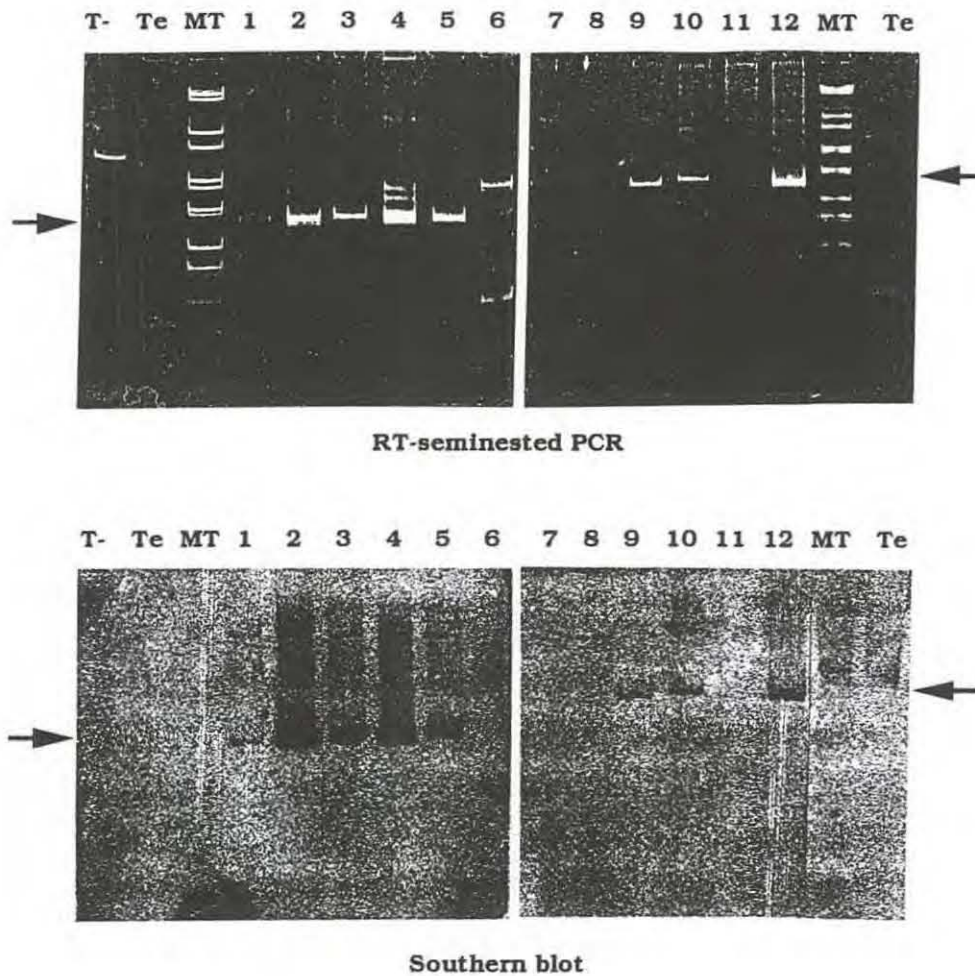 T- Te MT 1 2 3 4 5 6 7 8 9 10 11 12 MT Te
RT-seminested PCR
T- Te MT 1 2 3 4 5 6 7 8 9 10 11 12 MT Te
Southern blot